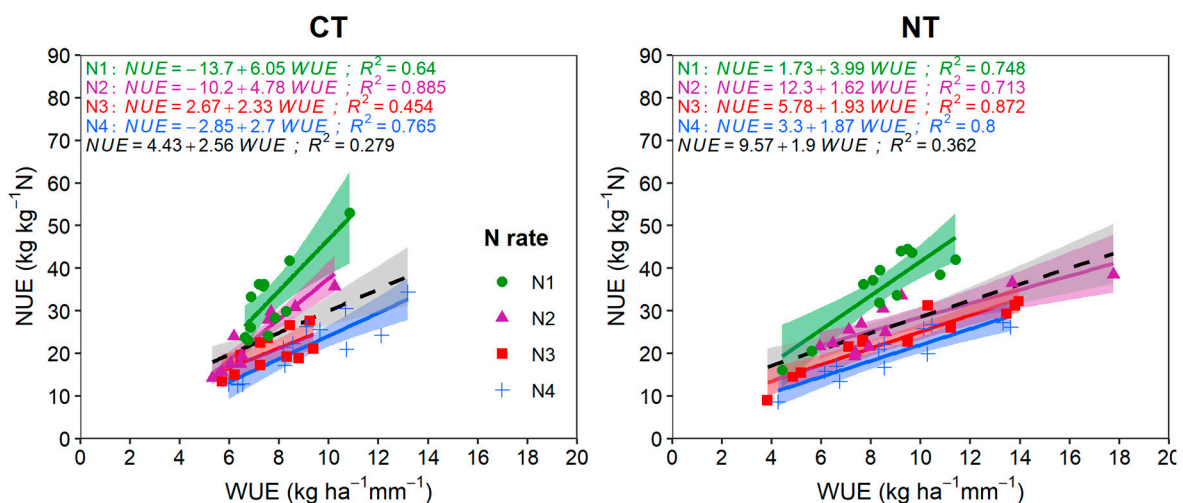 CT
N1: NUE = −13.7 + 6.05 WUE ; R² = 0.64
N2: NUE = −10.2 + 4.78 WUE ; R² = 0.885
N3: NUE = 2.67 + 2.33 WUE ; R² = 0.454
N4: NUE = −2.85 + 2.7 WUE ; R² = 0.765
NUE = 4.43 + 2.56 WUE ; R² = 0.279
90
80
70
60
50
40
30
20
10
0
NUE (kg kg⁻¹N)
N rate
N1
N2
N3
N4
0 2 4 6 8 10 12 14 16 18 20
WUE (kg ha⁻¹mm⁻¹)
NT
N1: NUE = 1.73 + 3.99 WUE ; R² = 0.748
N2: NUE = 12.3 + 1.62 WUE ; R² = 0.713
N3: NUE = 5.78 + 1.93 WUE ; R² = 0.872
N4: NUE = 3.3 + 1.87 WUE ; R² = 0.8
NUE = 9.57 + 1.9 WUE ; R² = 0.362
90
80
70
60
50
40
30
20
10
0
NUE (kg kg⁻¹N)
0 2 4 6 8 10 12 14 16 18 20
WUE (kg ha⁻¹mm⁻¹)